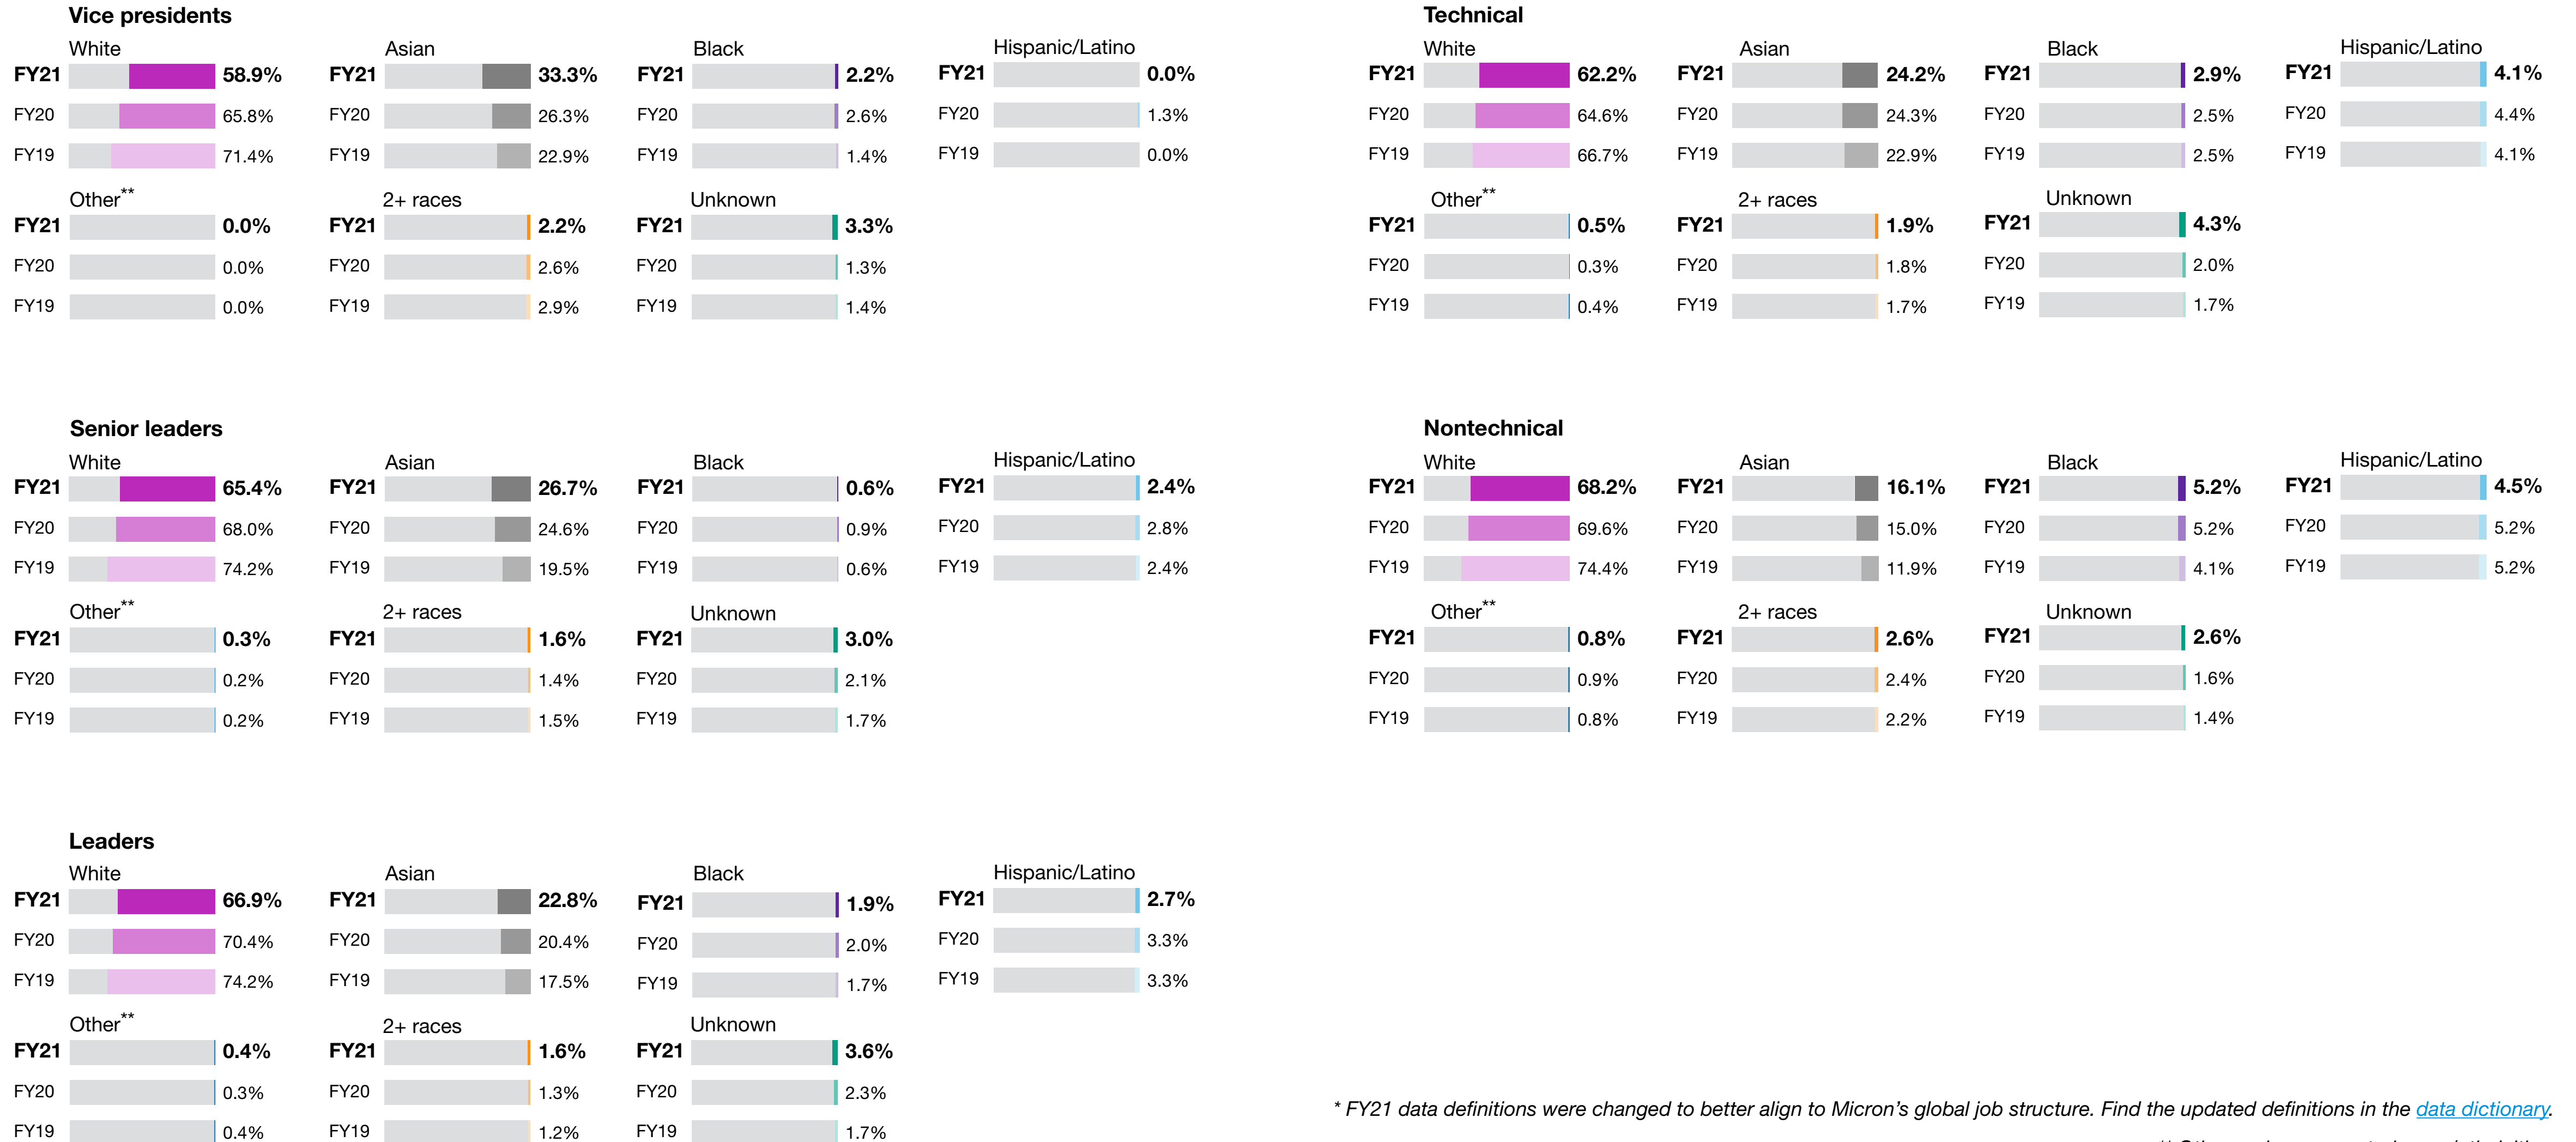 Vice presidents
White
FY21 58.9%
FY20 65.8%
FY19 71.4%
Asian
FY21 33.3%
FY20 26.3%
FY19 22.9%
Black
FY21 2.2%
FY20 2.6%
FY19 1.4%
Hispanic/Latino
FY21 0.0%
FY20 1.3%
FY19 0.0%
Other**
FY21 0.0%
FY20 0.0%
FY19 0.0%
2+ races
FY21 2.2%
FY20 2.6%
FY19 2.9%
Unknown
FY21 3.3%
FY20 1.3%
FY19 1.4%
Senior leaders
White
FY21 65.4%
FY20 68.0%
FY19 74.2%
Asian
FY21 26.7%
FY20 24.6%
FY19 19.5%
Black
FY21 0.6%
FY20 0.9%
FY19 0.6%
Hispanic/Latino
FY21 2.4%
FY20 2.8%
FY19 2.4%
Other**
FY21 0.3%
FY20 0.2%
FY19 0.2%
2+ races
FY21 1.6%
FY20 1.4%
FY19 1.5%
Unknown
FY21 3.0%
FY20 2.1%
FY19 1.7%
Leaders
White
FY21 66.9%
FY20 70.4%
FY19 74.2%
Asian
FY21 22.8%
FY20 20.4%
FY19 17.5%
Black
FY21 1.9%
FY20 2.0%
FY19 1.7%
Hispanic/Latino
FY21 2.7%
FY20 3.3%
FY19 3.3%
Other**
FY21 0.4%
FY20 0.3%
FY19 0.4%
2+ races
FY21 1.6%
FY20 1.3%
FY19 1.2%
Unknown
FY21 3.6%
FY20 2.3%
FY19 1.7%
Technical
White
FY21 62.2%
FY20 64.6%
FY19 66.7%
Asian
FY21 24.2%
FY20 24.3%
FY19 22.9%
Black
FY21 2.9%
FY20 2.5%
FY19 2.5%
Hispanic/Latino
FY21 4.1%
FY20 4.4%
FY19 4.1%
Other**
FY21 0.5%
FY20 0.3%
FY19 0.4%
2+ races
FY21 1.9%
FY20 1.8%
FY19 1.7%
Unknown
FY21 4.3%
FY20 2.0%
FY19 1.7%
Nontechnical
White
FY21 68.2%
FY20 69.6%
FY19 74.4%
Asian
FY21 16.1%
FY20 15.0%
FY19 11.9%
Black
FY21 5.2%
FY20 5.2%
FY19 4.1%
Hispanic/Latino
FY21 4.5%
FY20 5.2%
FY19 5.2%
Other**
FY21 0.8%
FY20 0.9%
FY19 0.8%
2+ races
FY21 2.6%
FY20 2.4%
FY19 2.2%
Unknown
FY21 2.6%
FY20 1.6%
FY19 1.4%
* FY21 data definitions were changed to better align to Micron's global job structure. Find the updated definitions in the data dictionary.